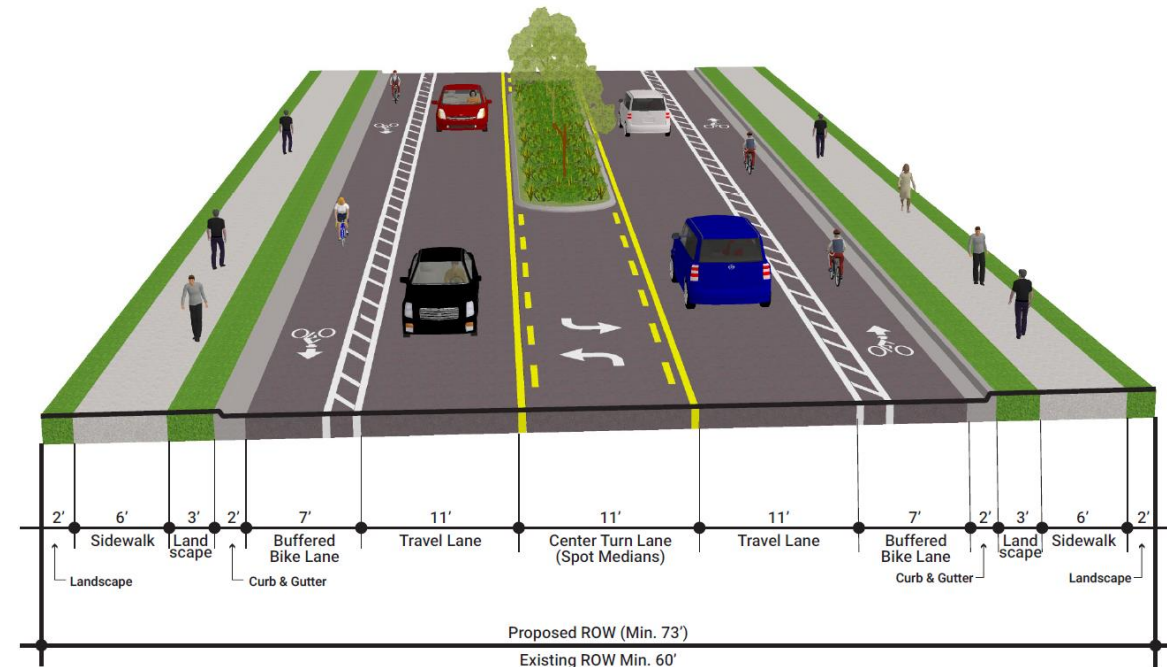 2’ 6’ 3’ 2’ 7’ 11’ 11’ 11’ 7’ 2’ 3’ 6’ 2’
Sidewalk Land Buffered Travel Lane Center Turn Lane Travel Lane Buffered Land Sidewalk
scape Bike Lane (Spot Medians) Bike Lane scape
Landscape Curb & Gutter Curb & Gutter Landscape
Proposed ROW (Min. 73’)
Existing ROW Min. 60’